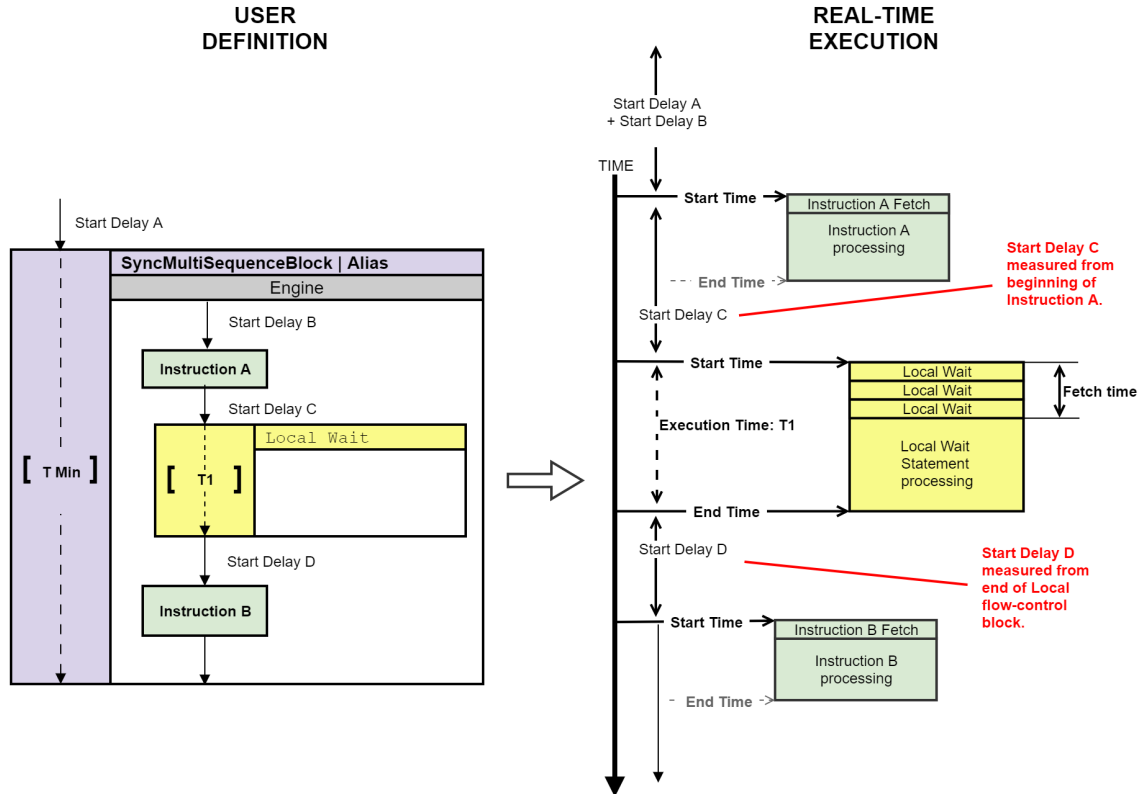 USER
DEFINITION
Start Delay A
SyncMultiSequenceBlock | Alias
Engine
Start Delay B
Instruction A
Start Delay C
Local Wait
[ T Min ]
[ T1 ]
Start Delay D
Instruction B
REAL-TIME
EXECUTION
Start Delay A
+ Start Delay B
TIME
Start Time
Instruction A Fetch
Instruction A
processing
End Time
Start Delay C
Start Delay C
measured from
beginning of
Instruction A.
Start Time
Local Wait
Local Wait
Local Wait
Fetch time
Execution Time: T1
Local Wait
Statement
processing
End Time
Start Delay D
Start Delay D
measured from
end of Local
flow-control
block.
Start Time
Instruction B Fetch
Instruction B
processing
End Time